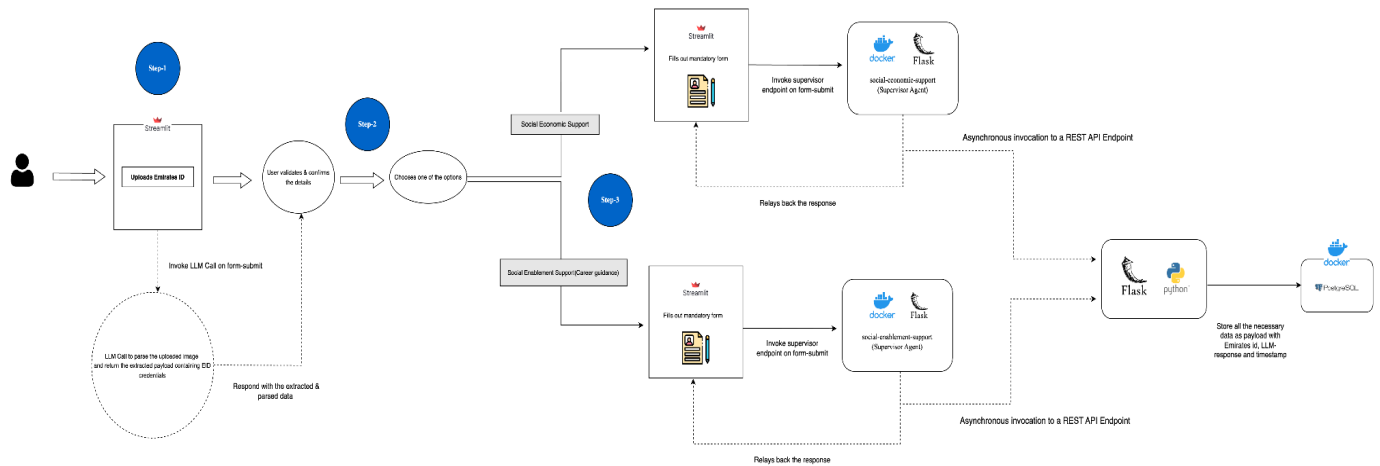 Step-1
Streamlit
Uploads Emirates ID
Invoke LLM Call on form-submit
LLM Call to parse the uploaded image
and return the extracted payload containing EID
credentials
Respond with the extracted &
parsed data
Step-2
User validates & confirms
the details
Chooses one of the options
Social Economic Support
Step-3
Social Enablement Support(Career guidance)
Streamlit
Fills out mandatory form
Invoke supervisor
endpoint on form-submit
docker
Flask
social-economic-support
(Supervisor Agent)
Relays back the response
Asynchronous invocation to a REST API Endpoint
Streamlit
Fills out mandatory form
Invoke supervisor
endpoint on form-submit
docker
Flask
social-enablement-support
(Supervisor Agent)
Relays back the response
Asynchronous invocation to a REST API Endpoint
Flask
python
Store all the necessary
data as payload with
Emirates id, LLM-
response and timestamp
docker
PostgreSQL